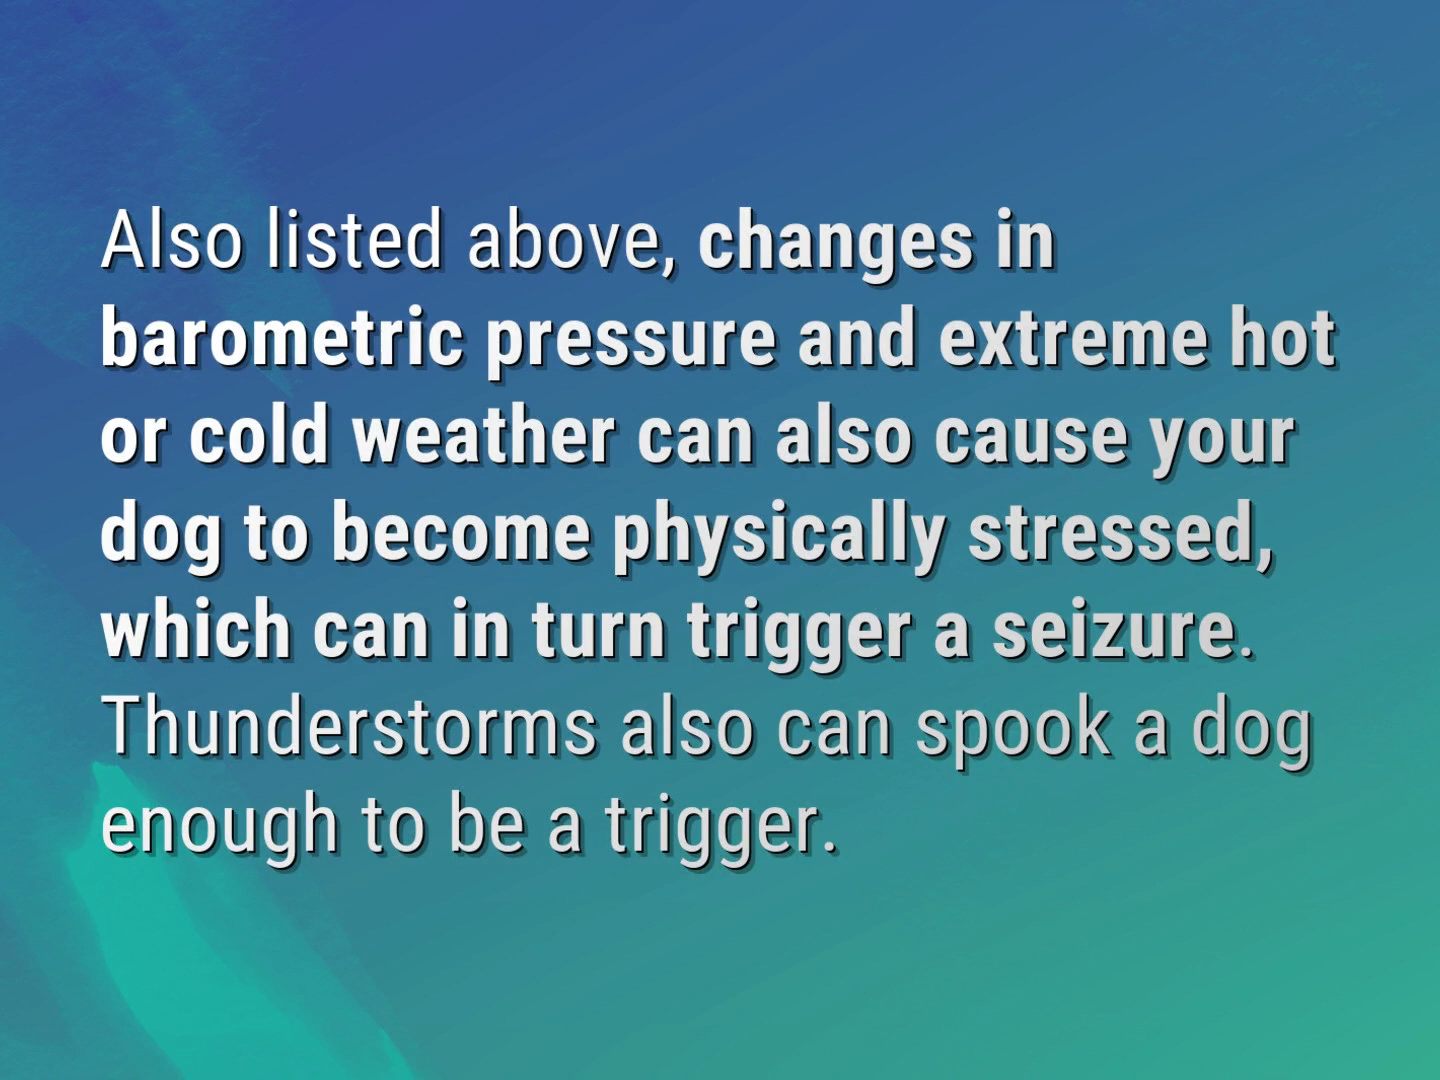 Also listed above, changes in
barometric pressure and extreme hot
or cold weather can also cause your
dog to become physically stressed,
which can in turn trigger a seizure.
Thunderstorms also can spook a dog
enough to be a trigger.